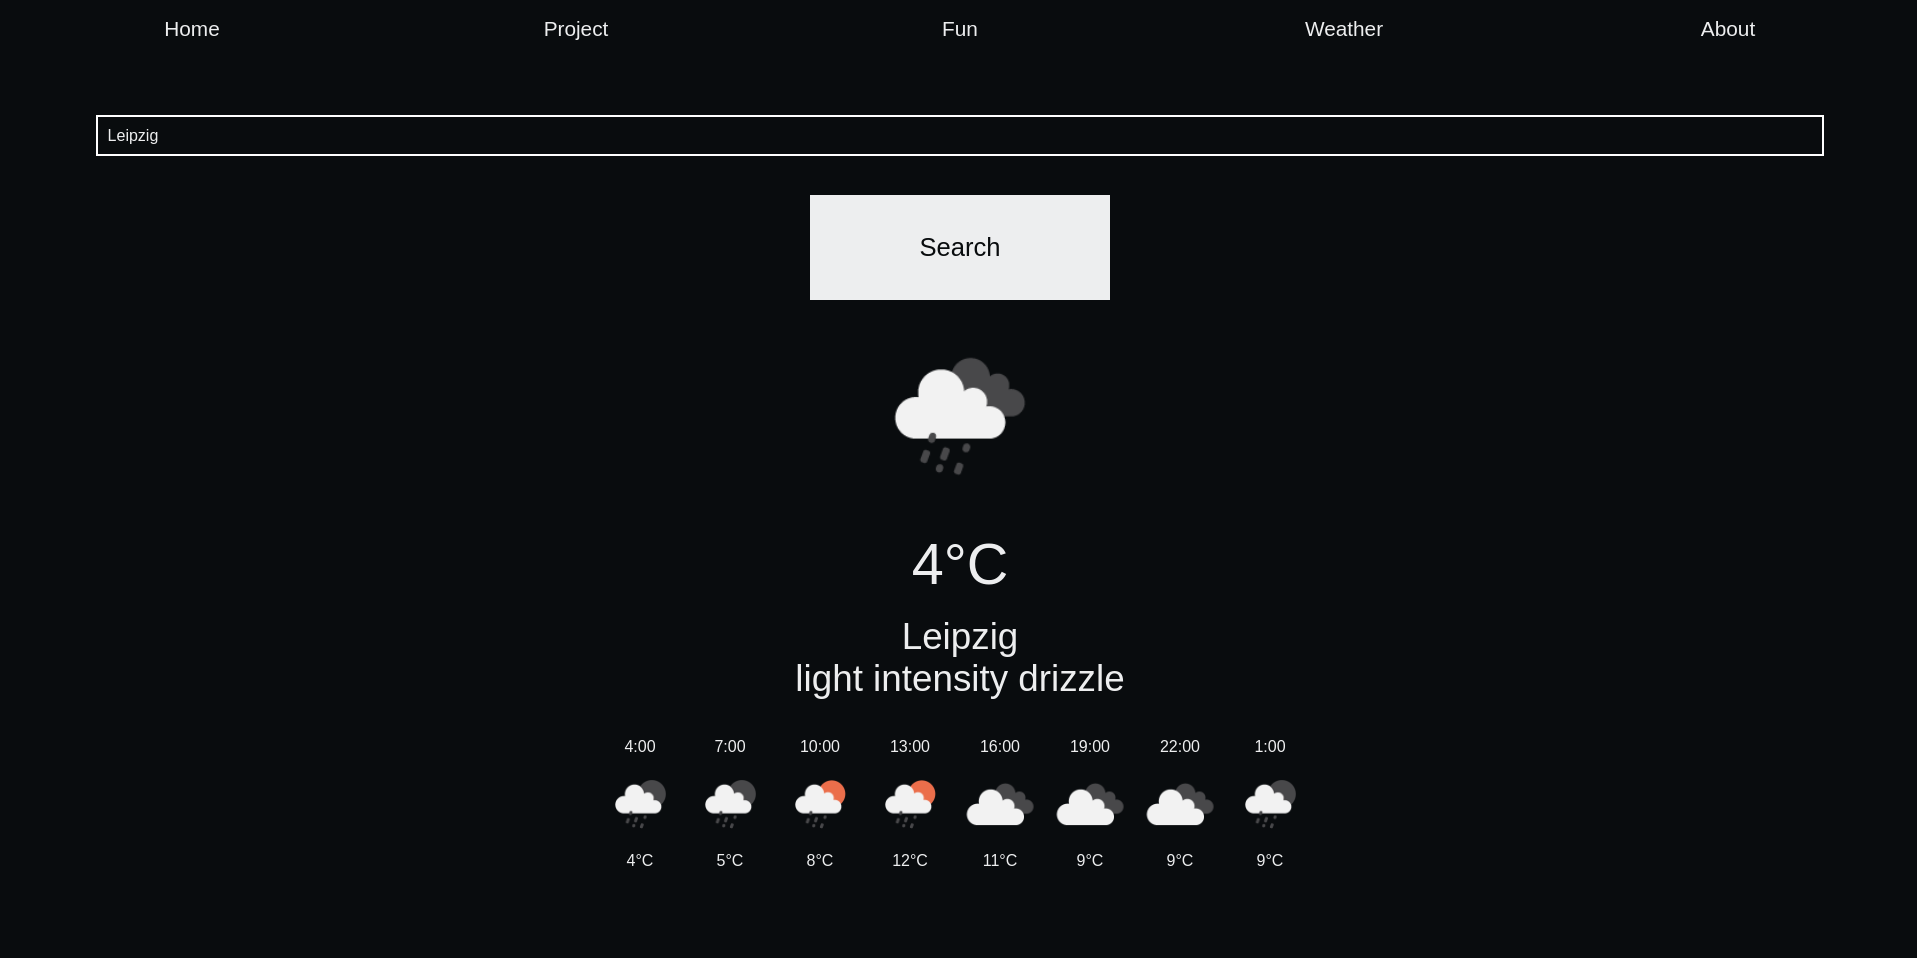 Home Project Fun Weather About
Leipzig
Search
4°C
Leipzig
light intensity drizzle
4:00 7:00 10:00 13:00 16:00 19:00 22:00 1:00
4°C 5°C 8°C 12°C 11°C 9°C 9°C 9°C